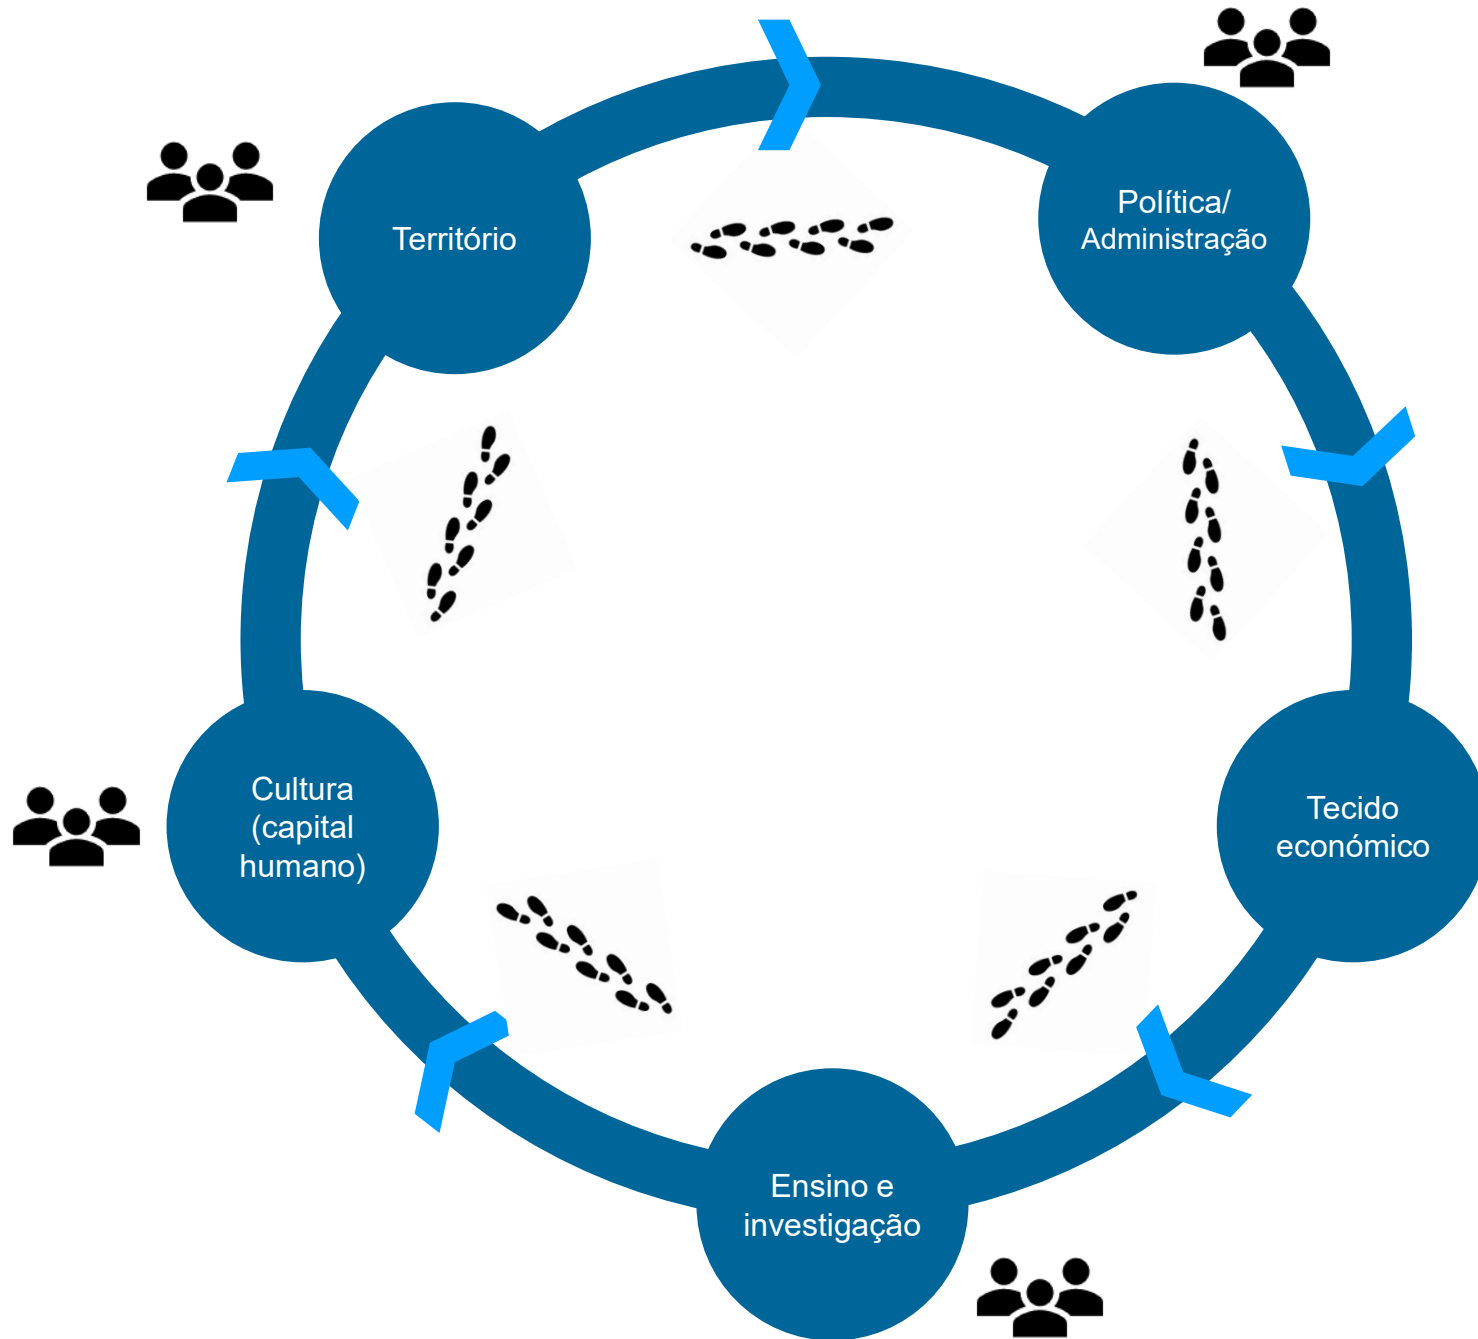 Política/
Administração
Território
Cultura
(capital
humano)
Tecido
económico
Ensino e
investigação